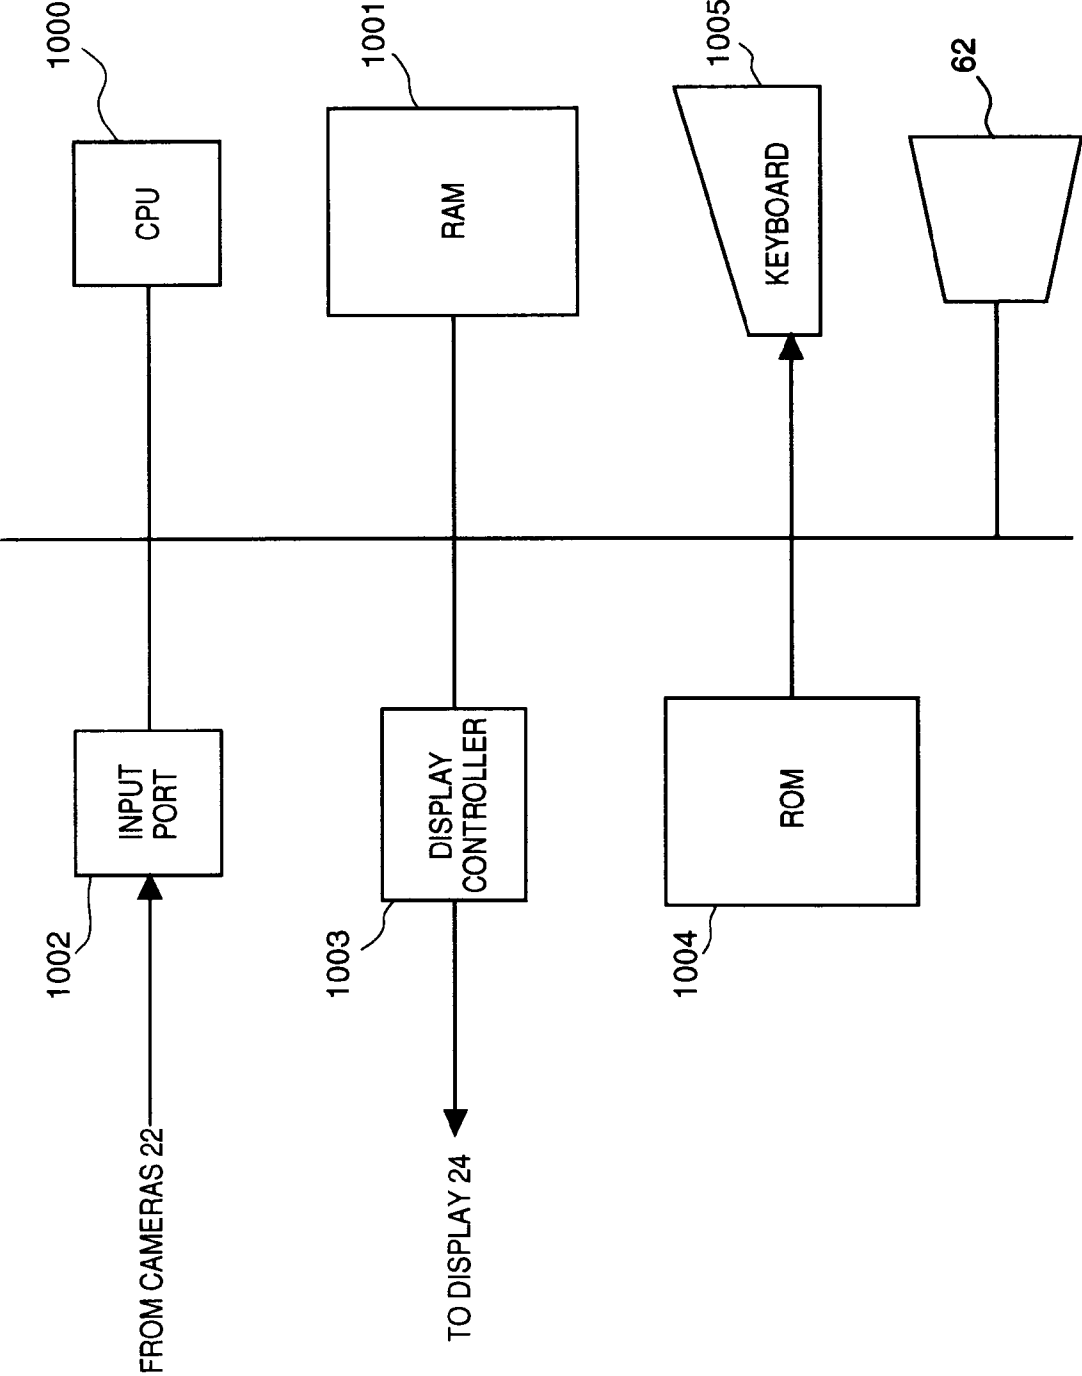 1000
CPU
1001
RAM
1005
KEYBOARD
62
INPUT
PORT
1002
DISPLAY
CONTROLLER
1003
ROM
1004
FROM CAMERAS 22
TO DISPLAY 24